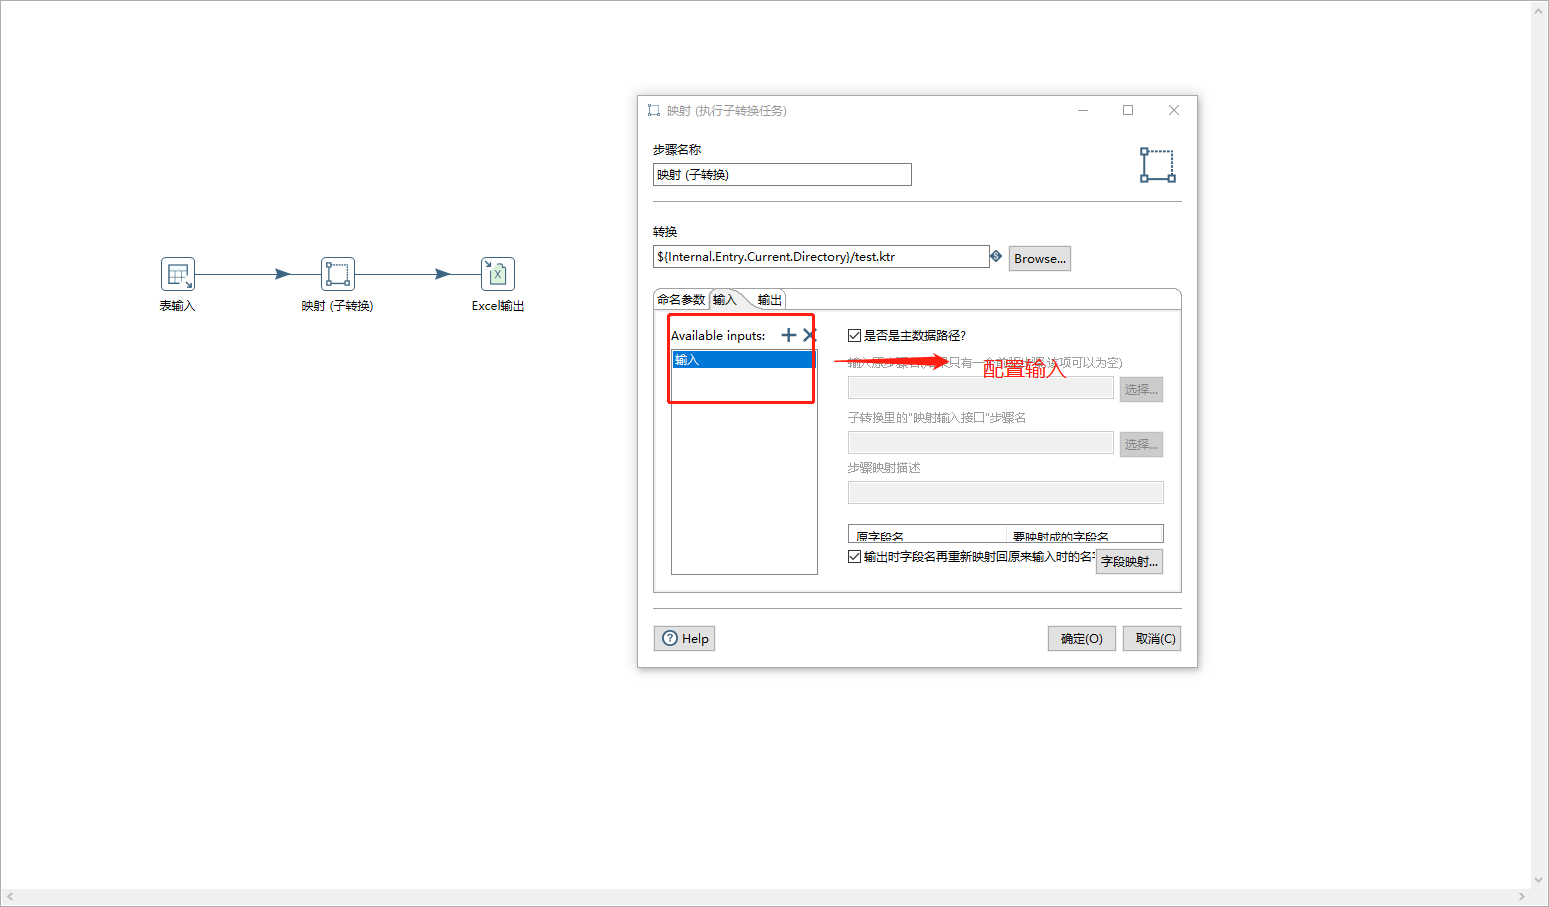 表输入
映射 (子转换)
Excel输出
映射 (执行子转换任务)
步骤名称
映射 (子转换)
转换
${Internal.Entry.Current.Directory}/test.ktr
Browse...
命名参数 输入 输出
Available inputs:
输入
是否是主数据路径?
只有一个前驱步骤,该项可以为空)
配置输入
选择...
子转换里的"映射输入接口"步骤名
选择...
步骤映射描述
原字段名 要映射成的字段名
输出时字段名再重新映射回原来输入时的名
字段映射...
Help
确定(O)
取消(C)